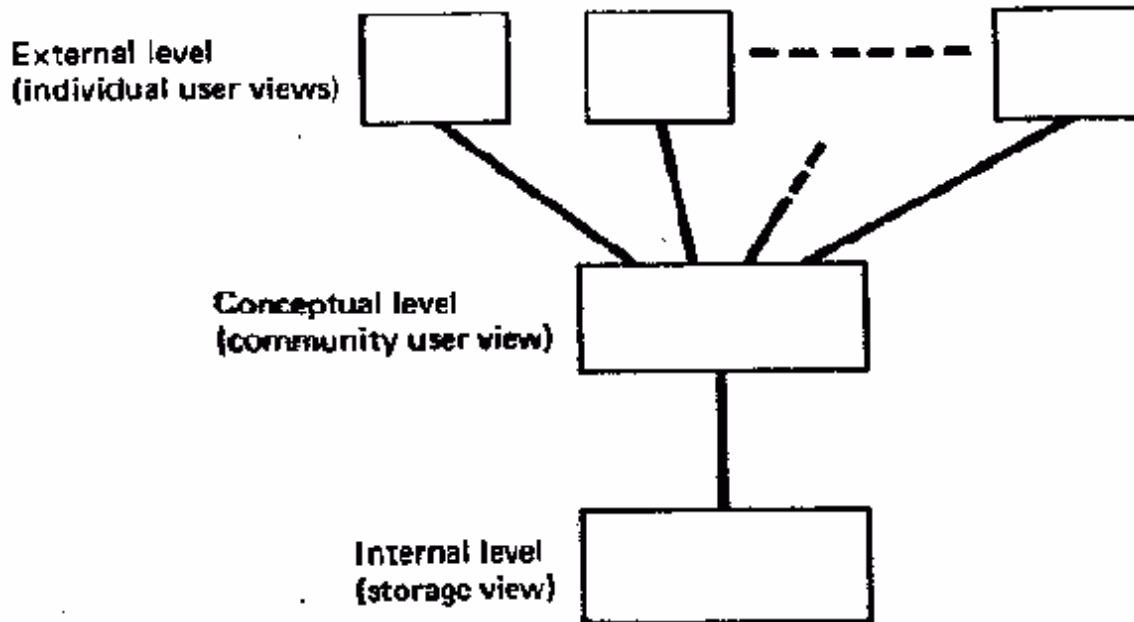 External level
(individual user views)
Conceptual level
(community user view)
Internal level
(storage view)